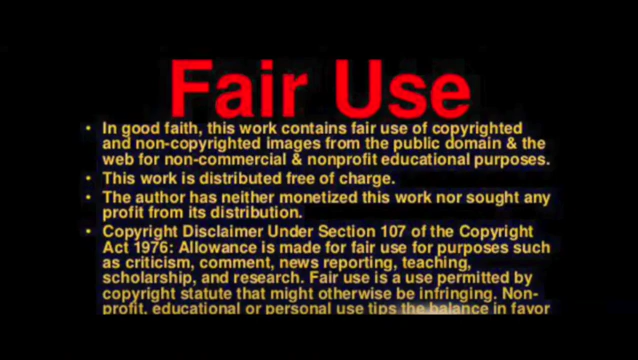 Fair Use
• In good faith, this work contains fair use of copyrighted
and non-copyrighted images from the public domain & the
web for non-commercial & nonprofit educational purposes.
• This work is distributed free of charge.
• The author has neither monetized this work nor sought any
profit from its distribution.
• Copyright Disclaimer Under Section 107 of the Copyright
Act 1976: Allowance is made for fair use for purposes such
as criticism, comment, news reporting, teaching,
scholarship, and research. Fair use is a use permitted by
copyright statute that might otherwise be infringing. Non-
profit, educational or personal use tips the balance in favor